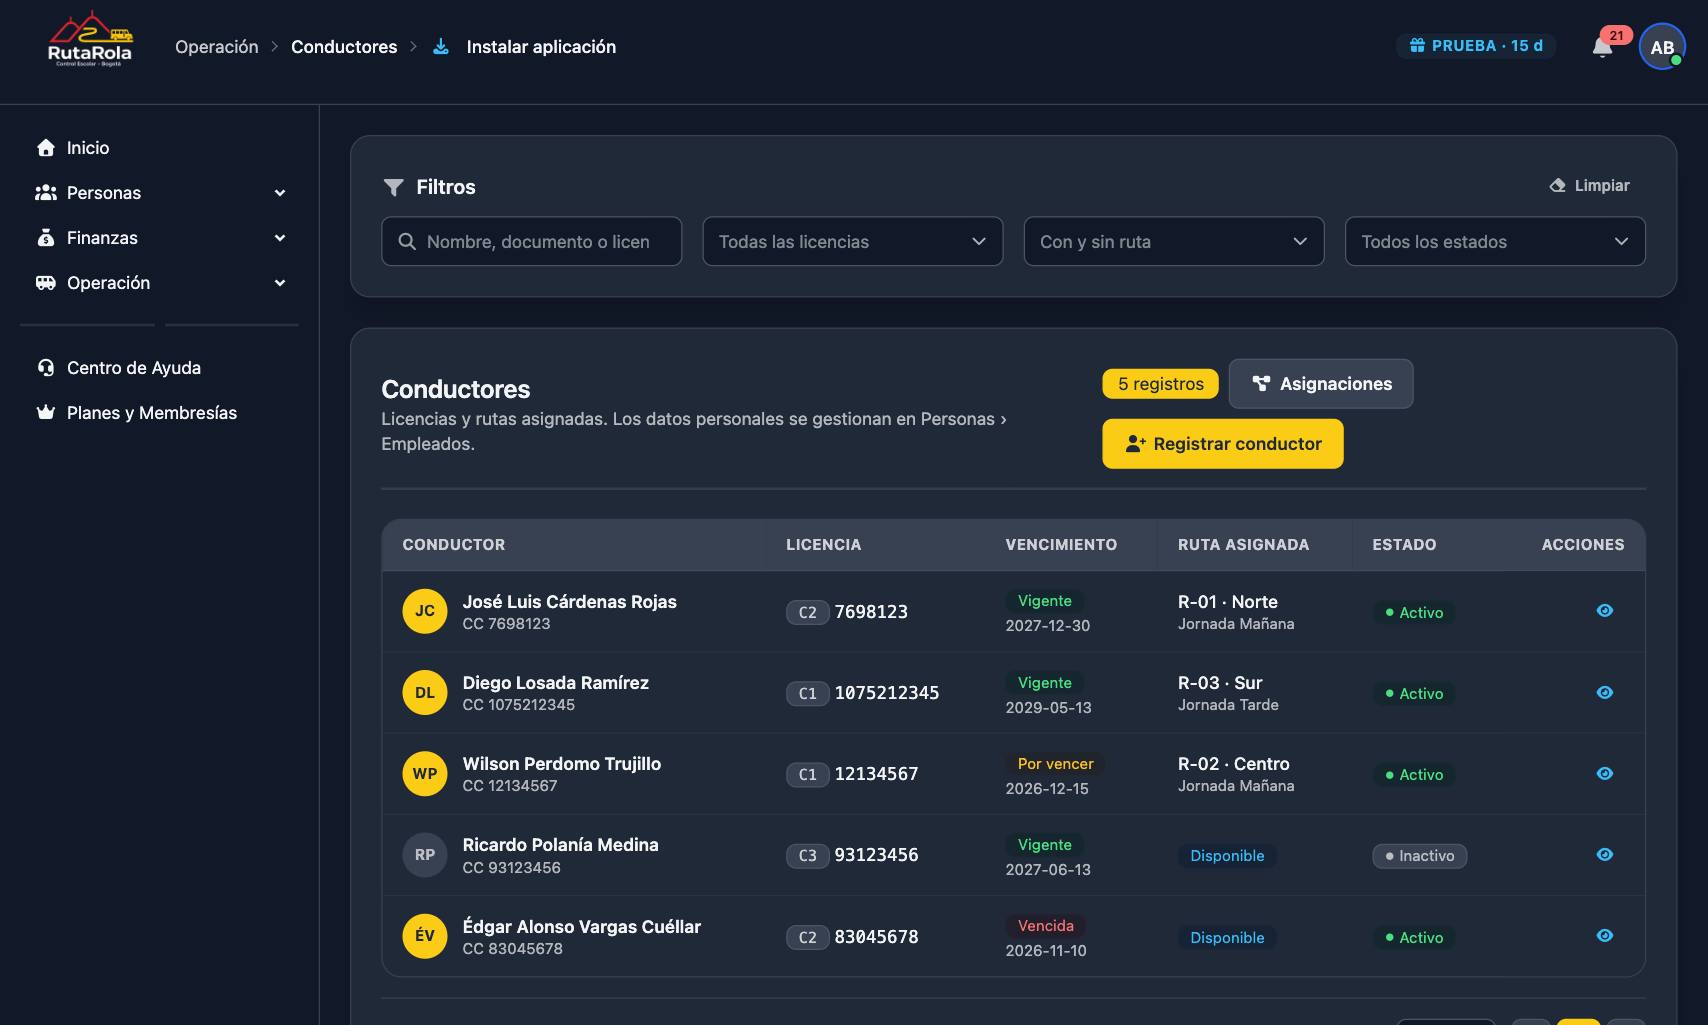 RutaRola
Control Escolar - Bogotá
Operación
Conductores
Instalar aplicación
PRUEBA · 15 d
21
AB
Inicio
Personas
Finanzas
Operación
Centro de Ayuda
Planes y Membresías
Filtros
Limpiar
Nombre, documento o licen
Todas las licencias
Con y sin ruta
Todos los estados
Conductores
Licencias y rutas asignadas. Los datos personales se gestionan en Personas ›
Empleados.
5 registros
Asignaciones
Registrar conductor
CONDUCTOR LICENCIA VENCIMIENTO RUTA ASIGNADA ESTADO ACCIONES
JC José Luis Cárdenas Rojas
CC 7698123
C2 7698123
Vigente
2027-12-30
R-01 · Norte
Jornada Mañana
Activo
DL Diego Losada Ramírez
CC 1075212345
C1 1075212345
Vigente
2029-05-13
R-03 · Sur
Jornada Tarde
Activo
WP Wilson Perdomo Trujillo
CC 12134567
C1 12134567
Por vencer
2026-12-15
R-02 · Centro
Jornada Mañana
Activo
RP Ricardo Polanía Medina
CC 93123456
C3 93123456
Vigente
2027-06-13
Disponible
Inactivo
ÉV Édgar Alonso Vargas Cuéllar
CC 83045678
C2 83045678
Vencida
2026-11-10
Disponible
Activo